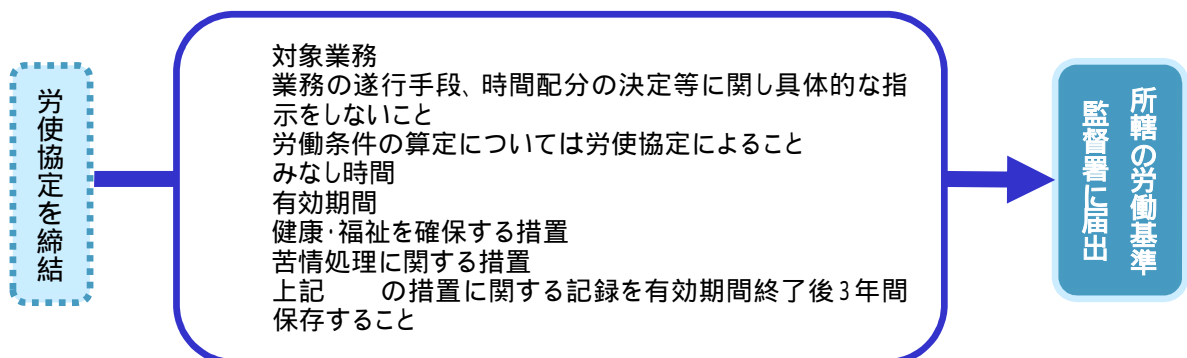 労使協定を締結
対象業務
業務の遂行手段、時間配分の決定等に関し具体的な指
示をしないこと
労働条件の算定については労使協定によること
みなし時間
有効期間
健康・福祉を確保する措置
苦情処理に関する措置
上記　　の措置に関する記録を有効期間終了後3年間
保存すること
所轄の労働基準
監督署に届出